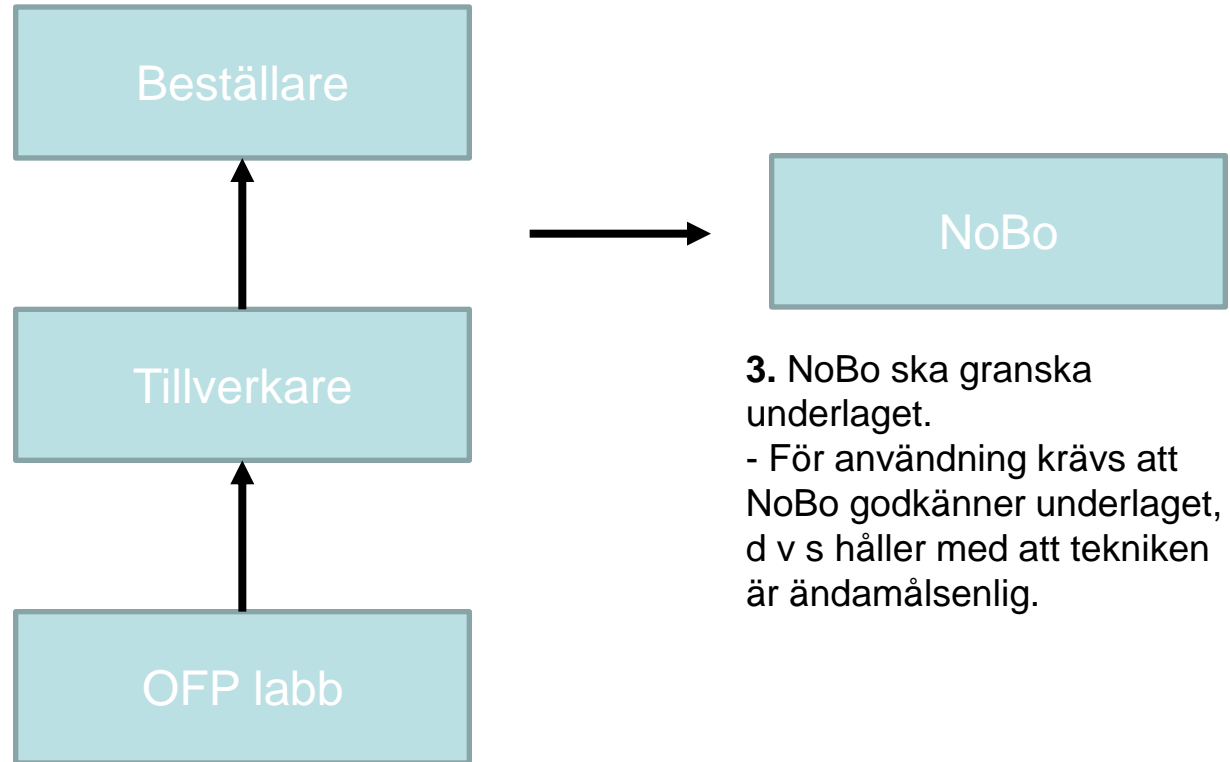 Beställare
NoBo
Tillverkare
3. NoBo ska granska
underlaget.
- För användning krävs att
NoBo godkänner underlaget,
d v s håller med att tekniken
är ändamålsenlig.
OFP labb